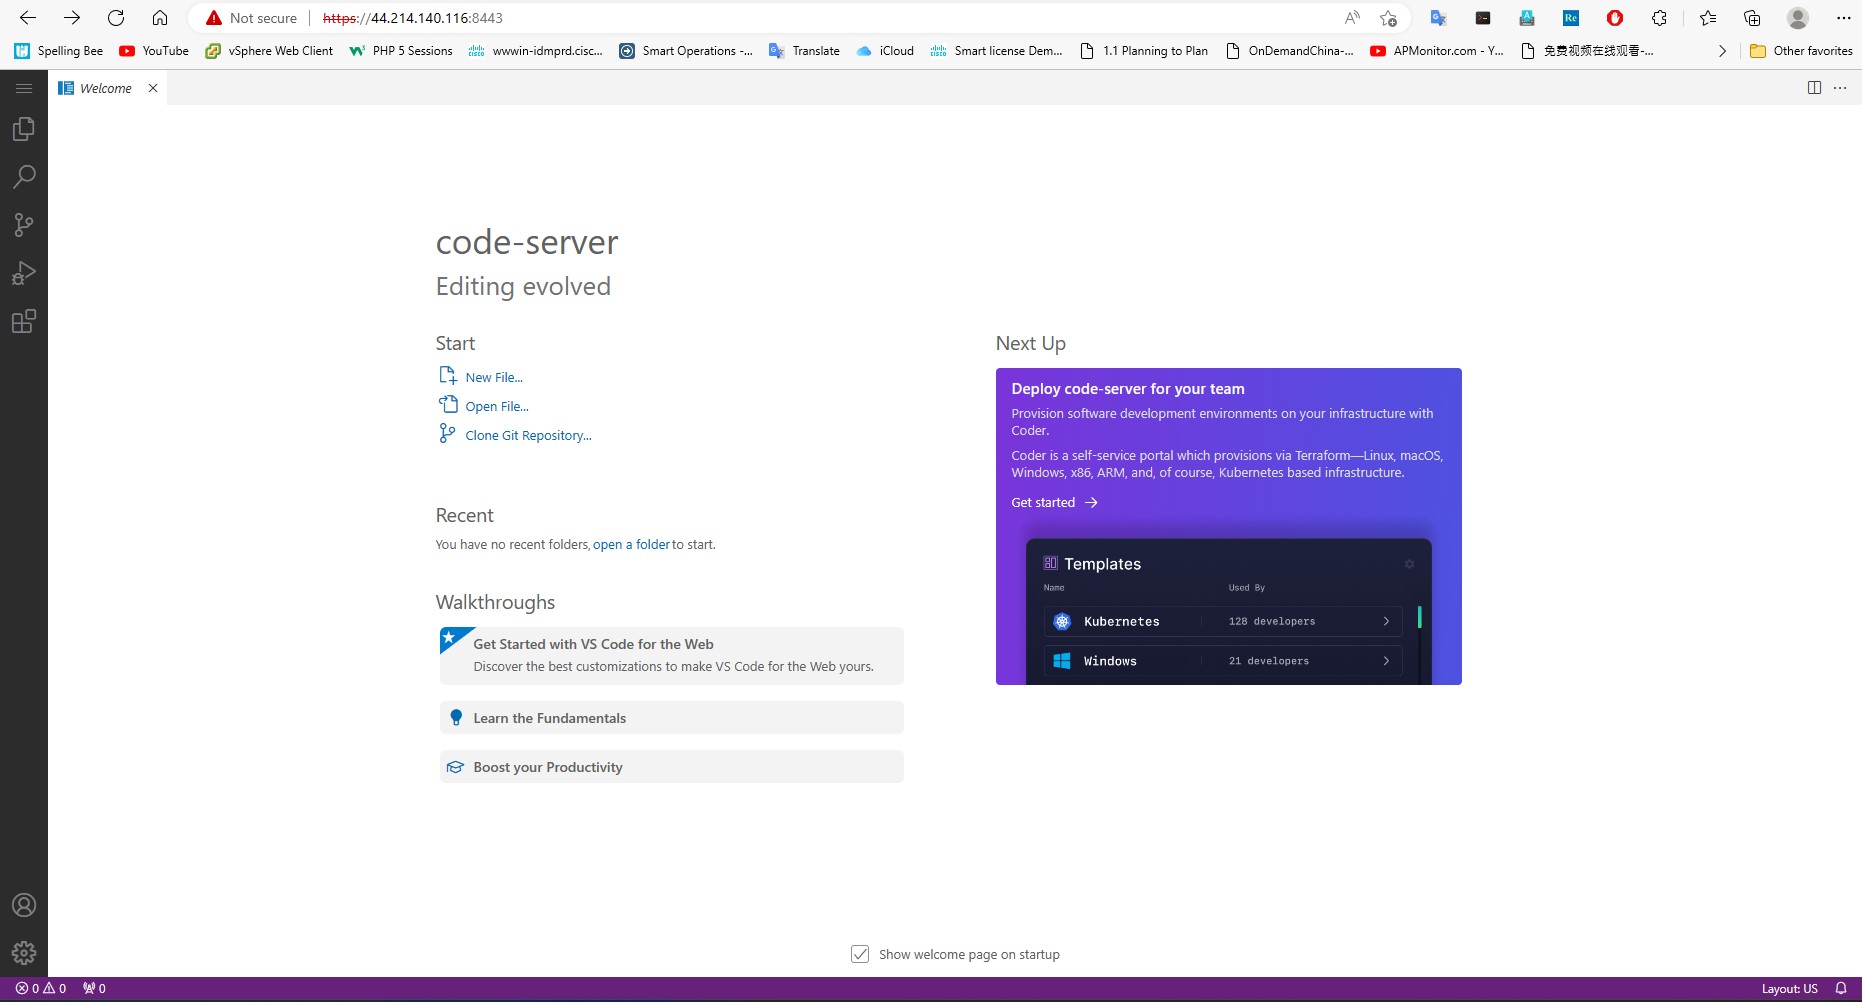 Not secure
https://44.214.140.116:8443
Spelling Bee
YouTube
vSphere Web Client
PHP 5 Sessions
wwwin-idmprd.cisc...
Smart Operations -...
Translate
iCloud
Smart license Dem...
1.1 Planning to Plan
OnDemandChina-...
APMonitor.com - Y...
免费视频在线观看-...
Other favorites
Welcome
code-server
Editing evolved
Start
New File...
Open File...
Clone Git Repository...
Recent
You have no recent folders, open a folder to start.
Walkthroughs
Get Started with VS Code for the Web
Discover the best customizations to make VS Code for the Web yours.
Learn the Fundamentals
Boost your Productivity
Next Up
Deploy code-server for your team
Provision software development environments on your infrastructure with
Coder.
Coder is a self-service portal which provisions via Terraform—Linux, macOS,
Windows, x86, ARM, and, of course, Kubernetes based infrastructure.
Get started
Templates
Name Used By
Kubernetes 128 developers
Windows 21 developers
Show welcome page on startup
0 0 0
Layout: US